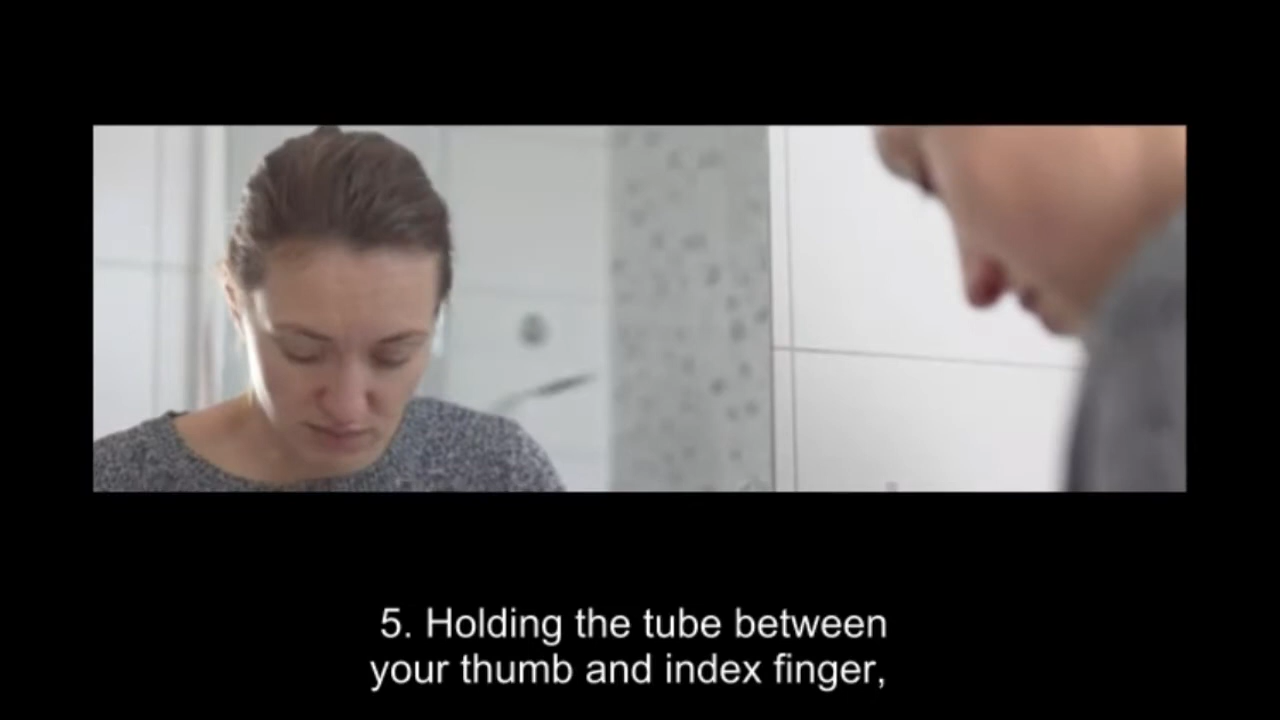 5. Holding the tube between
your thumb and index finger,